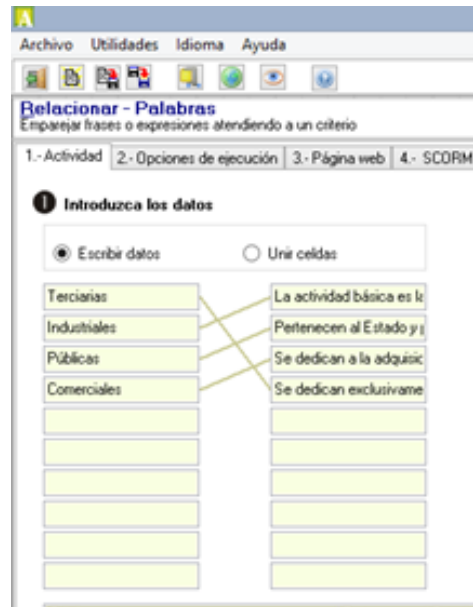 A
Archivo Utilidades Idioma Ayuda
Relacionar - Palabras
Emparejar frases o expresiones atendiendo a un criterio
1.- Actividad 2.- Opciones de ejecución 3.- Página web 4.- SCORM
1 Introduzca los datos
Escribir datos Unir celdas
Terciarias La actividad básica es la
Industriales Pertenecen al Estado y
Públicas Se dedican a la adquisic
Comerciales Se dedican exclusivame